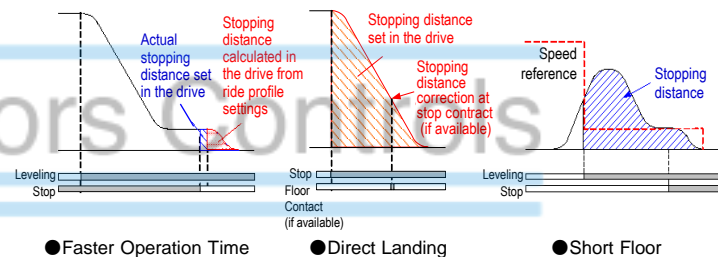 Actual
stopping
distance set
in the drive
Stopping
distance
calculated in
the drive from
ride profile
settings
Leveling
Stop
●Faster Operation Time
Stopping distance
set in the drive
Stopping
distance
correction at
stop contract
(if available)
Stop
Floor
Contact
(if available)
●Direct Landing
Speed
reference
Stopping
distance
Leveling
Stop
●Short Floor
ors Controls